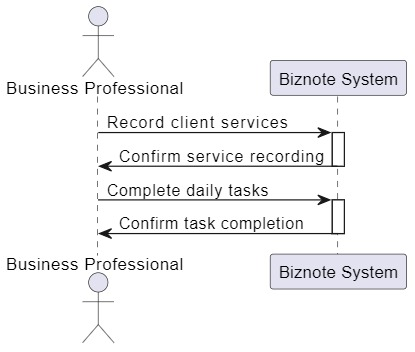 Business Professional
Biznote System
Record client services
Confirm service recording
Complete daily tasks
Confirm task completion
Business Professional
Biznote System